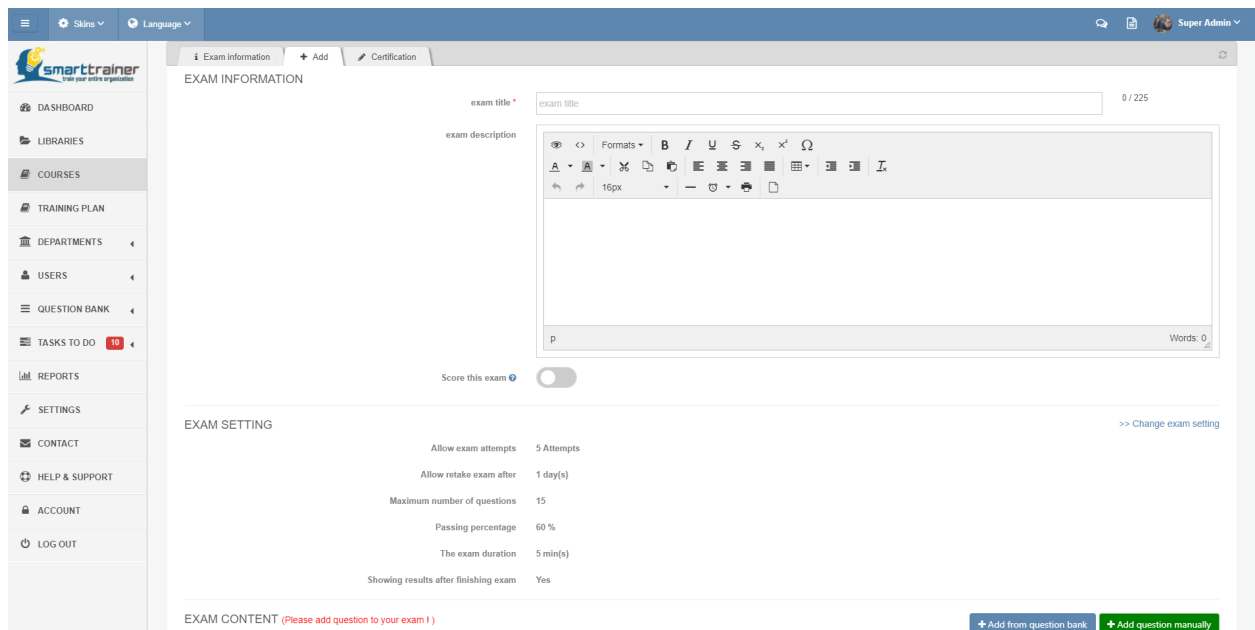 Skins Language Super Admin
smarttrainer
train your entire organization
Exam information Add Certification
EXAM INFORMATION
exam title * exam title 0 / 225
exam description
Formats B I U S x₂ x² Ω
A A Ix
16px
p Words: 0
Score this exam
DASHBOARD
LIBRARIES
COURSES
TRAINING PLAN
DEPARTMENTS
USERS
QUESTION BANK
TASKS TO DO 10
REPORTS
SETTINGS
CONTACT
HELP & SUPPORT
ACCOUNT
LOG OUT
EXAM SETTING >> Change exam setting
Allow exam attempts 5 Attempts
Allow retake exam after 1 day(s)
Maximum number of questions 15
Passing percentage 60 %
The exam duration 5 min(s)
Showing results after finishing exam Yes
EXAM CONTENT (Please add question to your exam ! ) + Add from question bank + Add question manually